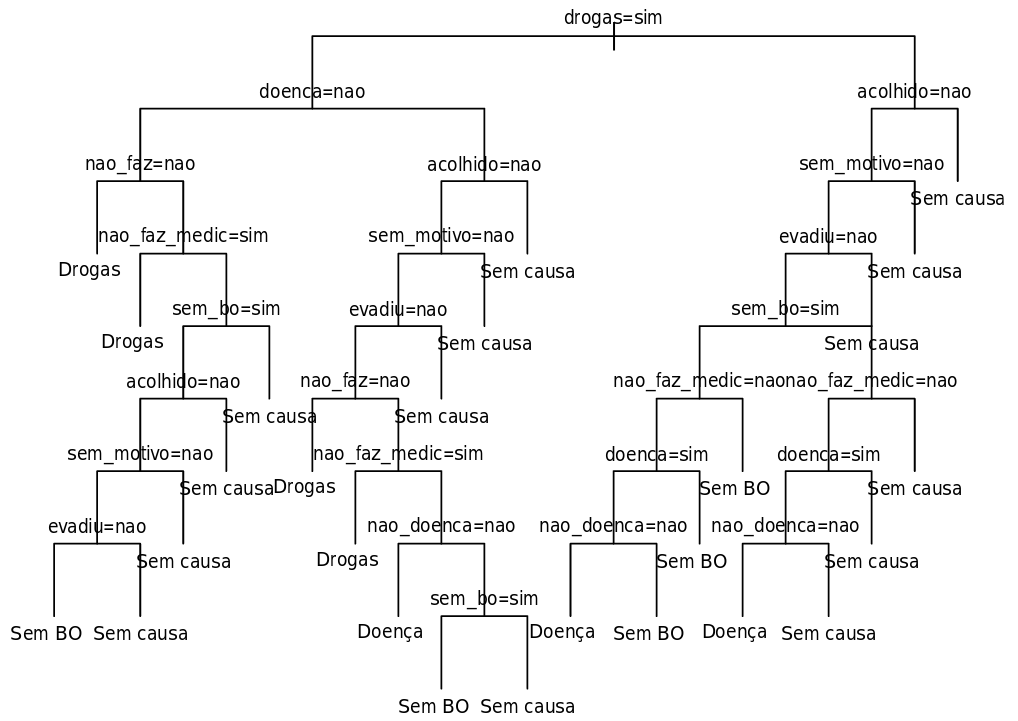 drogas=sim
doenca=nao
acolhido=nao
nao_faz=nao
acolhido=nao
sem_motivo=nao
Sem causa
nao_faz_medic=sim
sem_motivo=nao
evadiu=nao
Drogas
Sem causa
Sem causa
sem_bo=sim
evadiu=nao
sem_bo=sim
Drogas
Sem causa
Sem causa
acolhido=nao
nao_faz=nao
nao_faz_medic=nao
nao_faz_medic=nao
Sem causa
Sem causa
sem_motivo=nao
nao_faz_medic=sim
doenca=sim
doenca=sim
Sem causa
Drogas
Sem BO
Sem causa
evadiu=nao
nao_doenca=nao
nao_doenca=nao
nao_doenca=nao
Sem causa
Drogas
Sem BO
Sem causa
sem_bo=sim
Sem BO
Sem causa
Doença
Doença
Sem BO
Doença
Sem causa
Sem BO
Sem causa